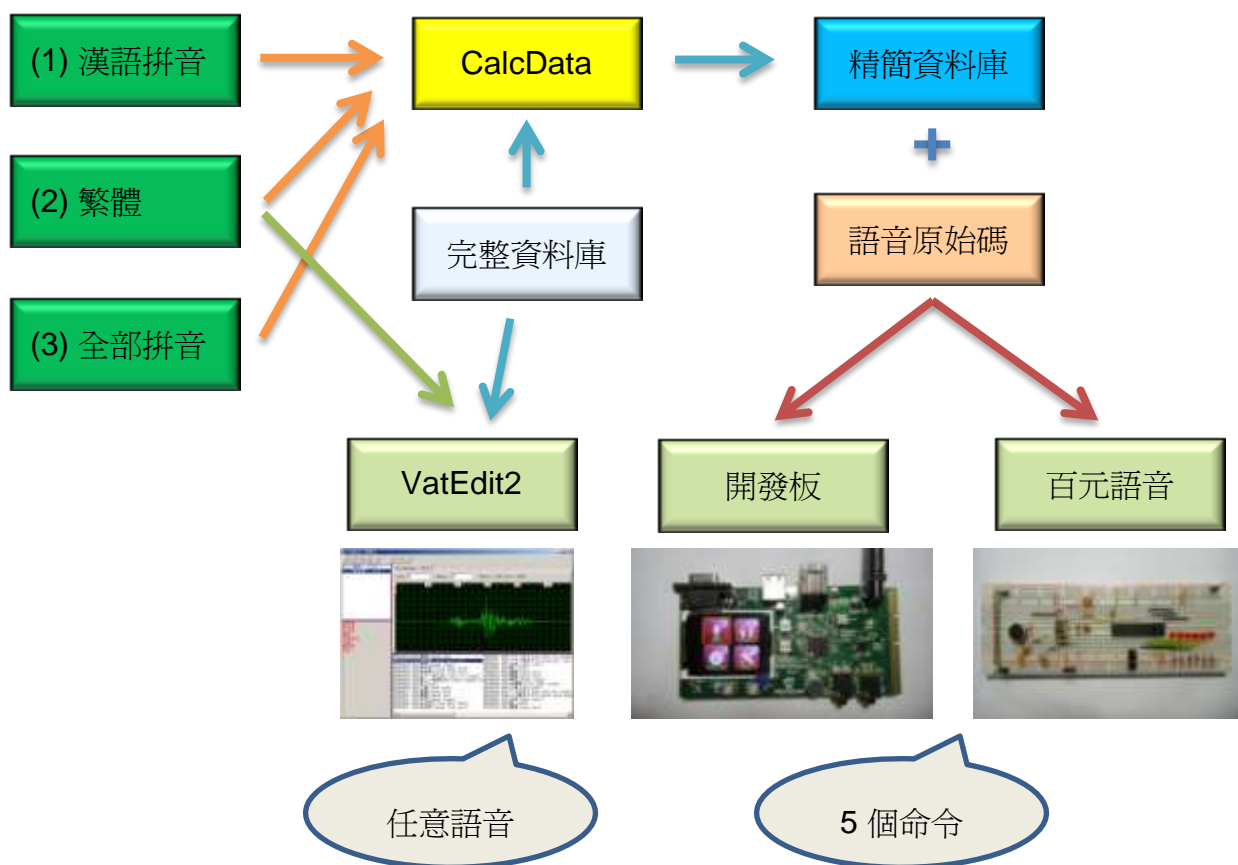 (1) 漢語拚音
CalcData
精簡資料庫
(2) 繁體
完整資料庫
語音原始碼
(3) 全部拚音
VatEdit2
開發板
百元語音
任意語音
5 個命令